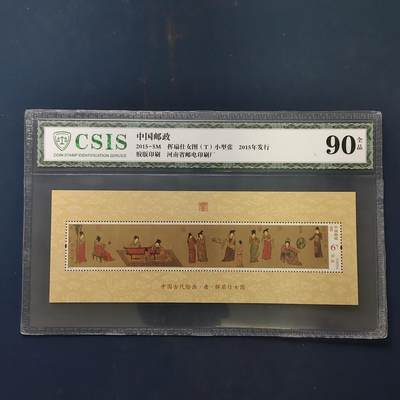 CSIS
COIN STAMP IDENTIFICATION SERVICE
中国邮政
2015-5M 挥扇仕女图(T)小型张 2015年发行
胶版印刷 河南省邮电印刷厂
90 全品
中国古代绘画·唐·挥扇仕女图